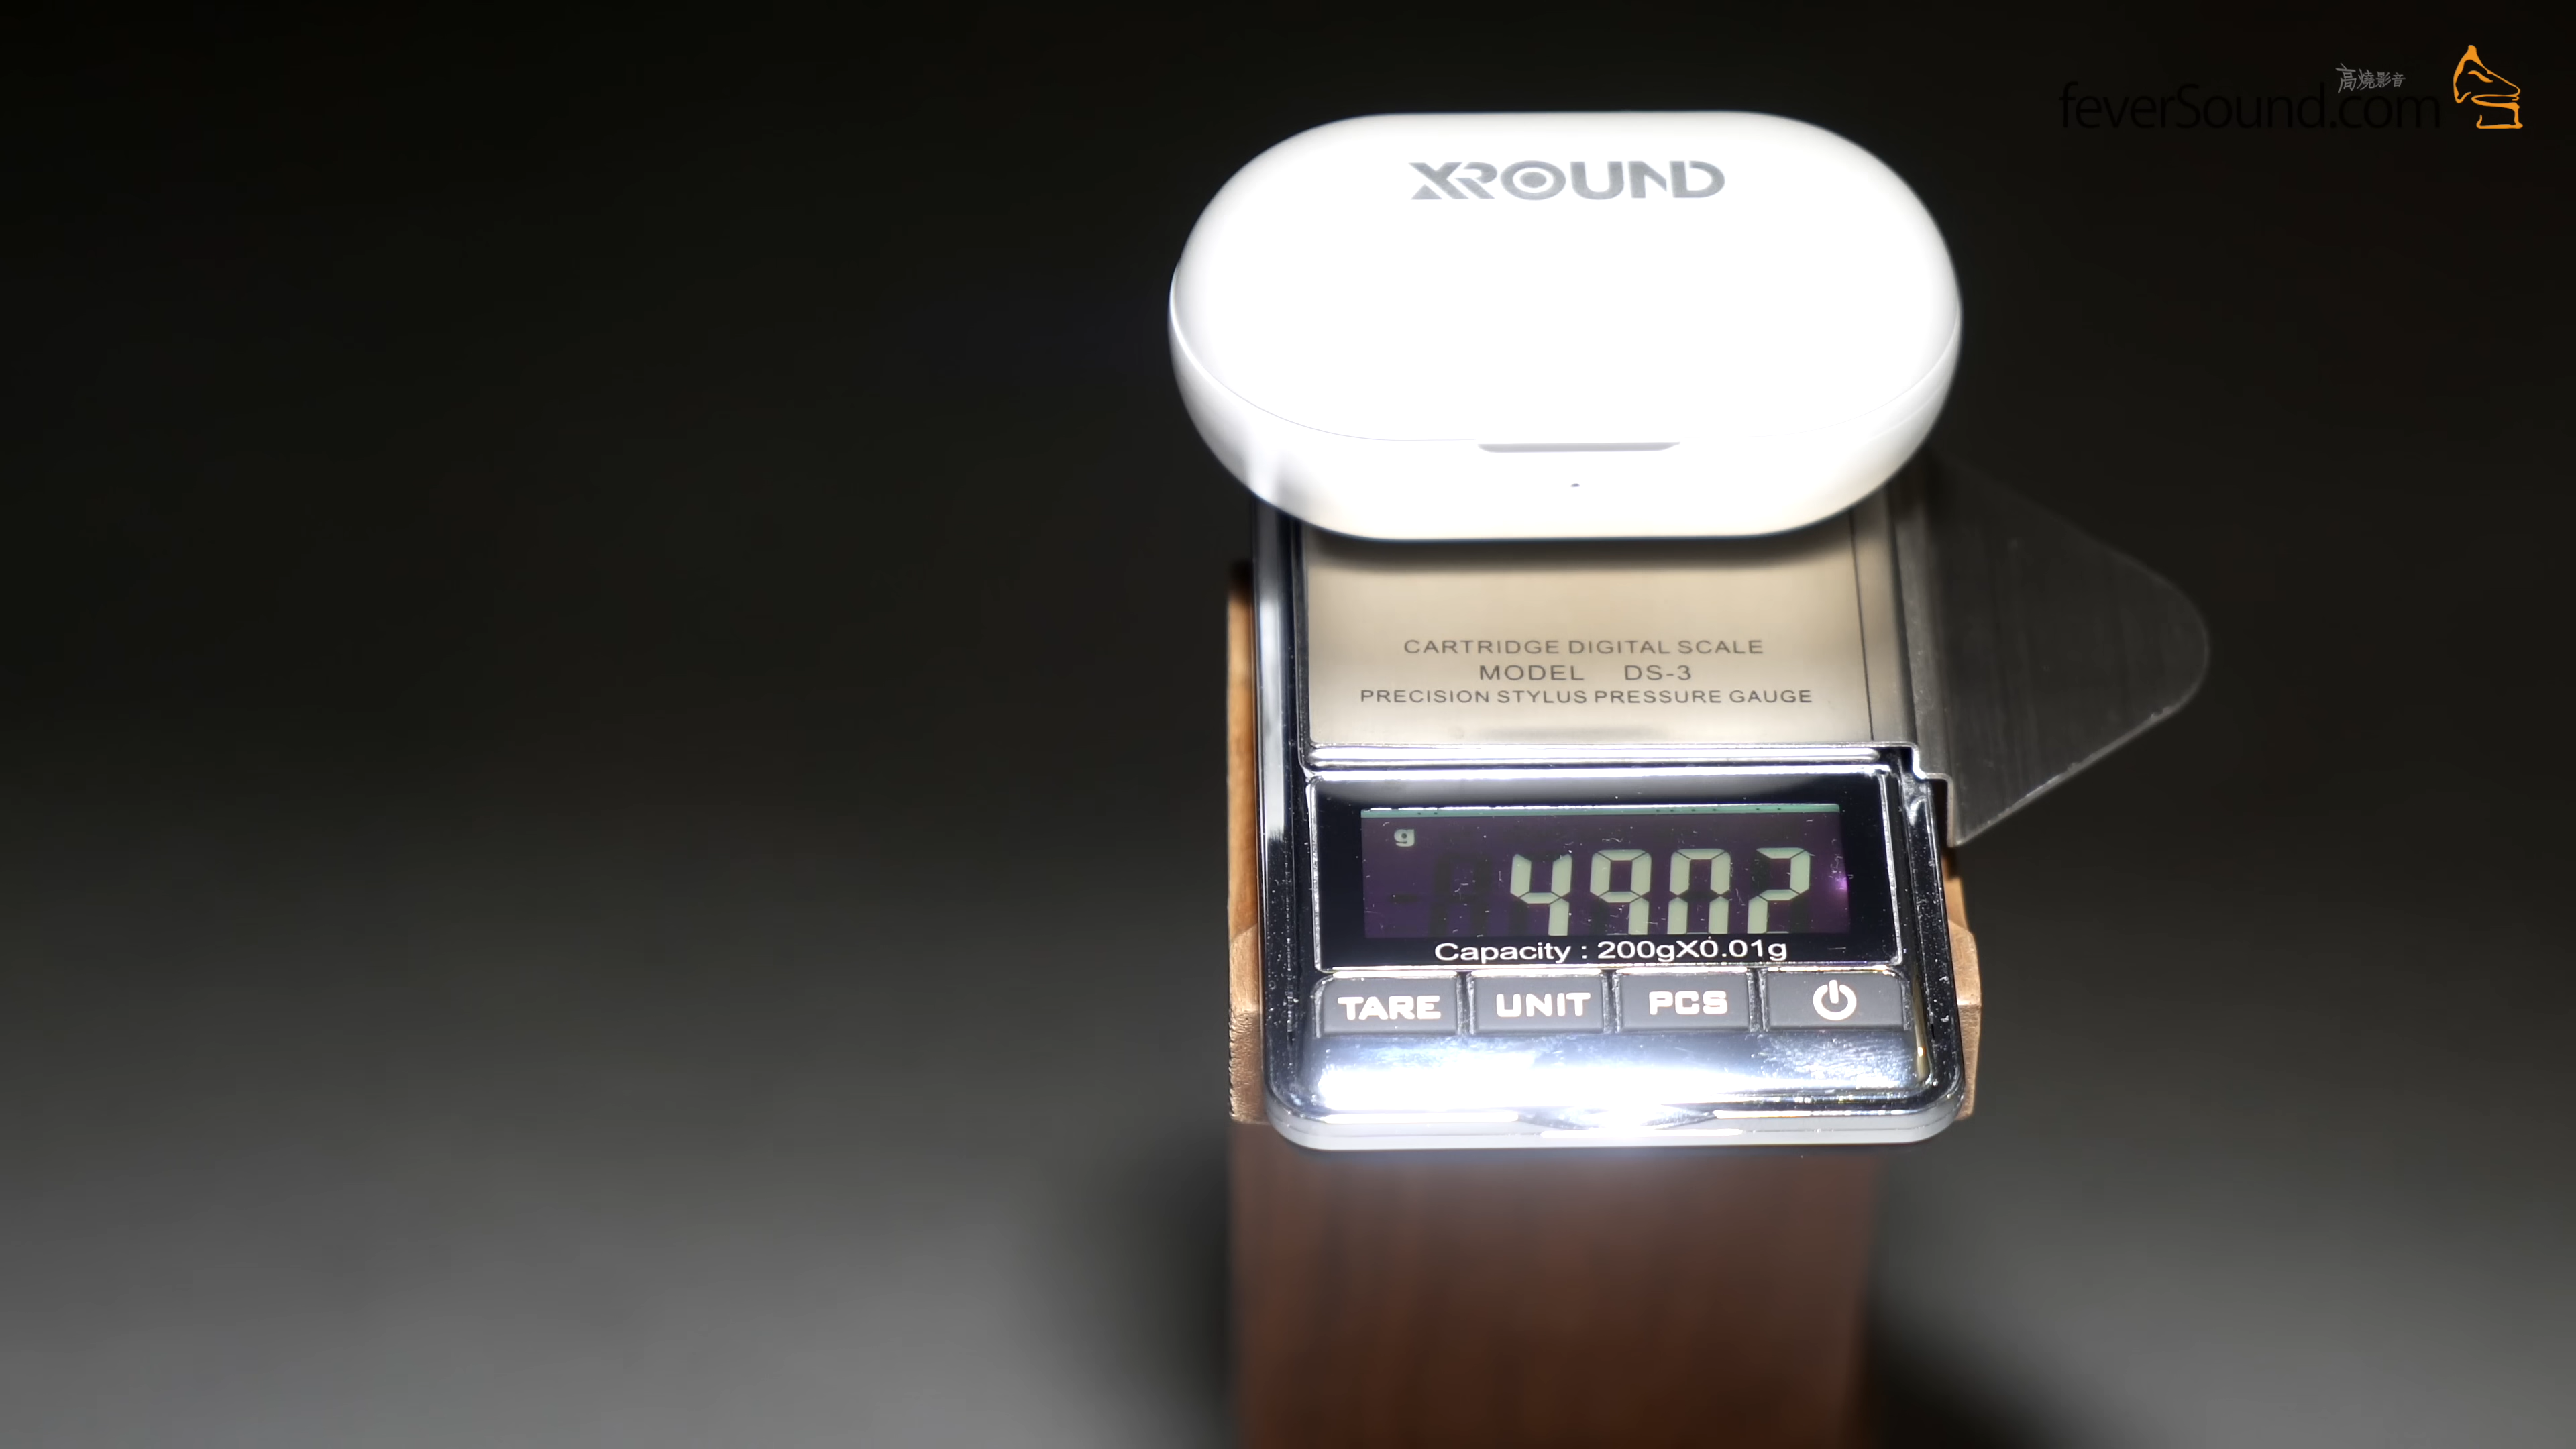 高燒影音
feverSound.com
XROUND
CARTRIDGE DIGITAL SCALE
MODEL DS-3
PRECISION STYLUS PRESSURE GAUGE
g
4902
Capacity : 200gX0.01g
TARE UNIT PCS